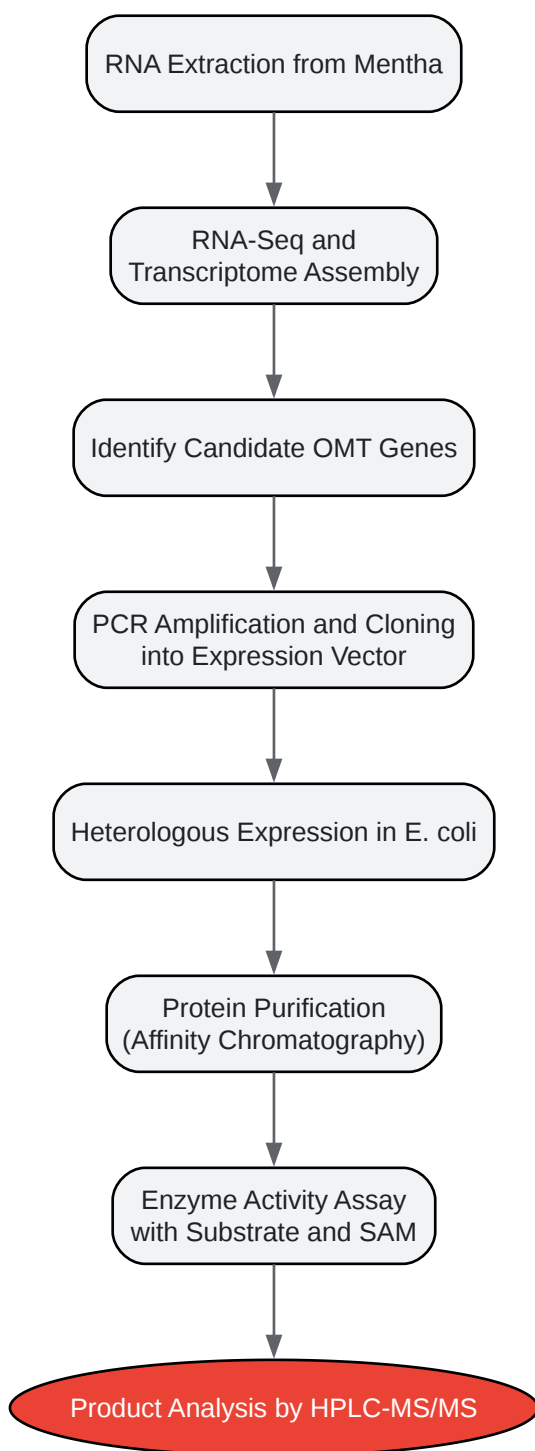 RNA Extraction from Mentha
RNA-Seq and
Transcriptome Assembly
Identify Candidate OMT Genes
PCR Amplification and Cloning
into Expression Vector
Heterologous Expression in E. coli
Protein Purification
(Affinity Chromatography)
Enzyme Activity Assay
with Substrate and SAM
Product Analysis by HPLC-MS/MS